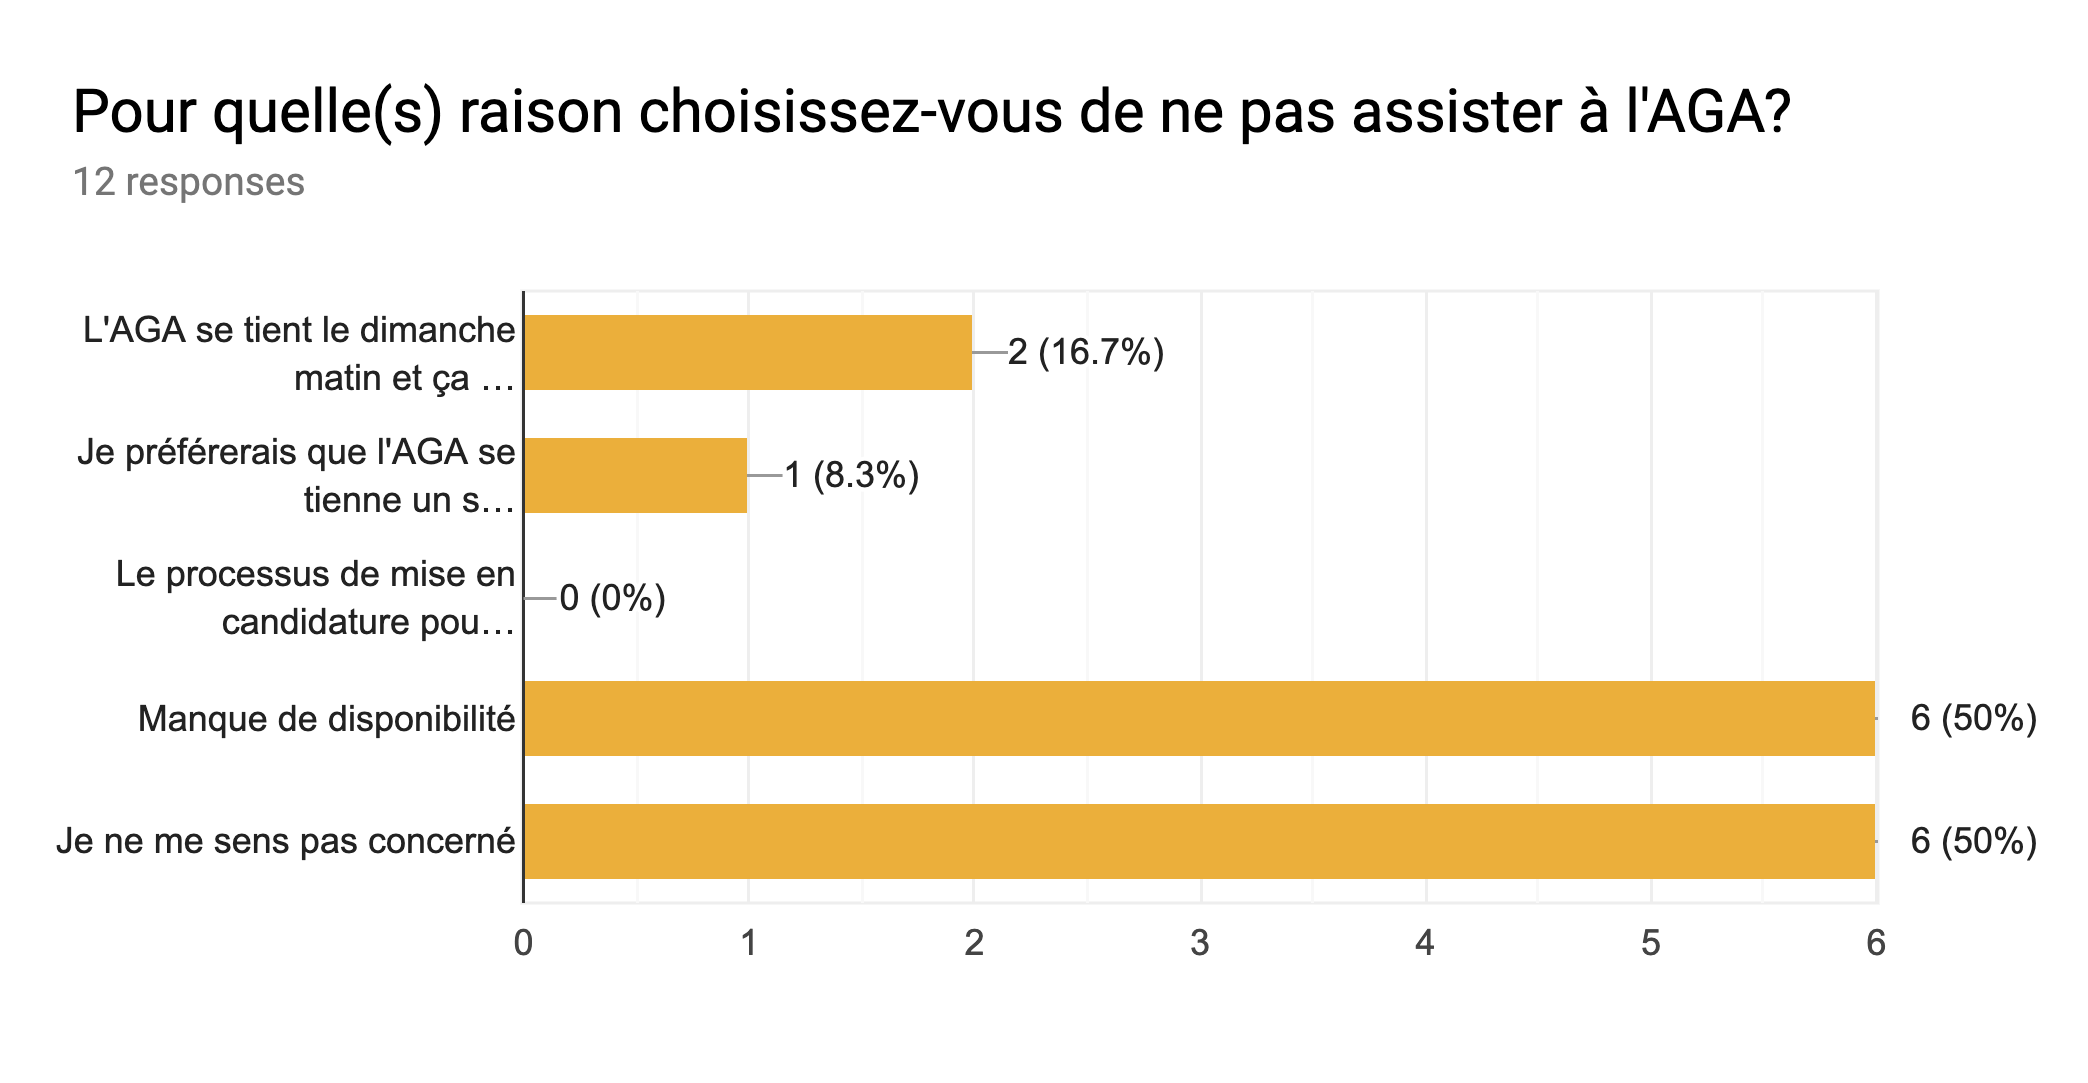 Pour quelle(s) raison choisissez-vous de ne pas assister à l'AGA?
12 responses
L'AGA se tient le dimanche
matin et ça …
2 (16.7%)
Je préférerais que l'AGA se
tienne un s…
1 (8.3%)
Le processus de mise en
candidature pou…
0 (0%)
Manque de disponibilité
6 (50%)
Je ne me sens pas concerné
6 (50%)
0 1 2 3 4 5 6